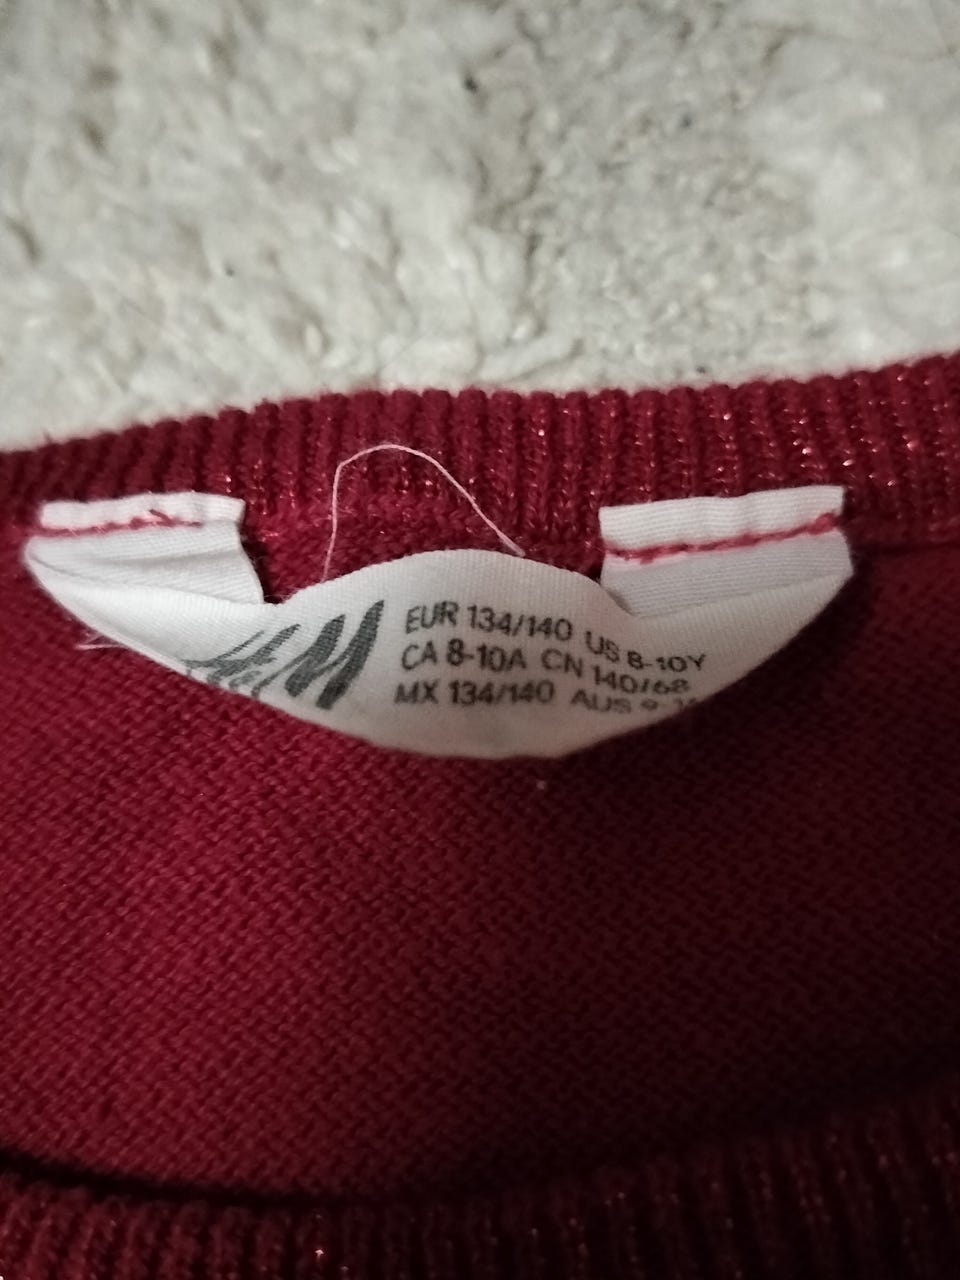 H&M
EUR 134/140 US 8-10Y
CA 8-10A CN 140/68
MX 134/140 AUS